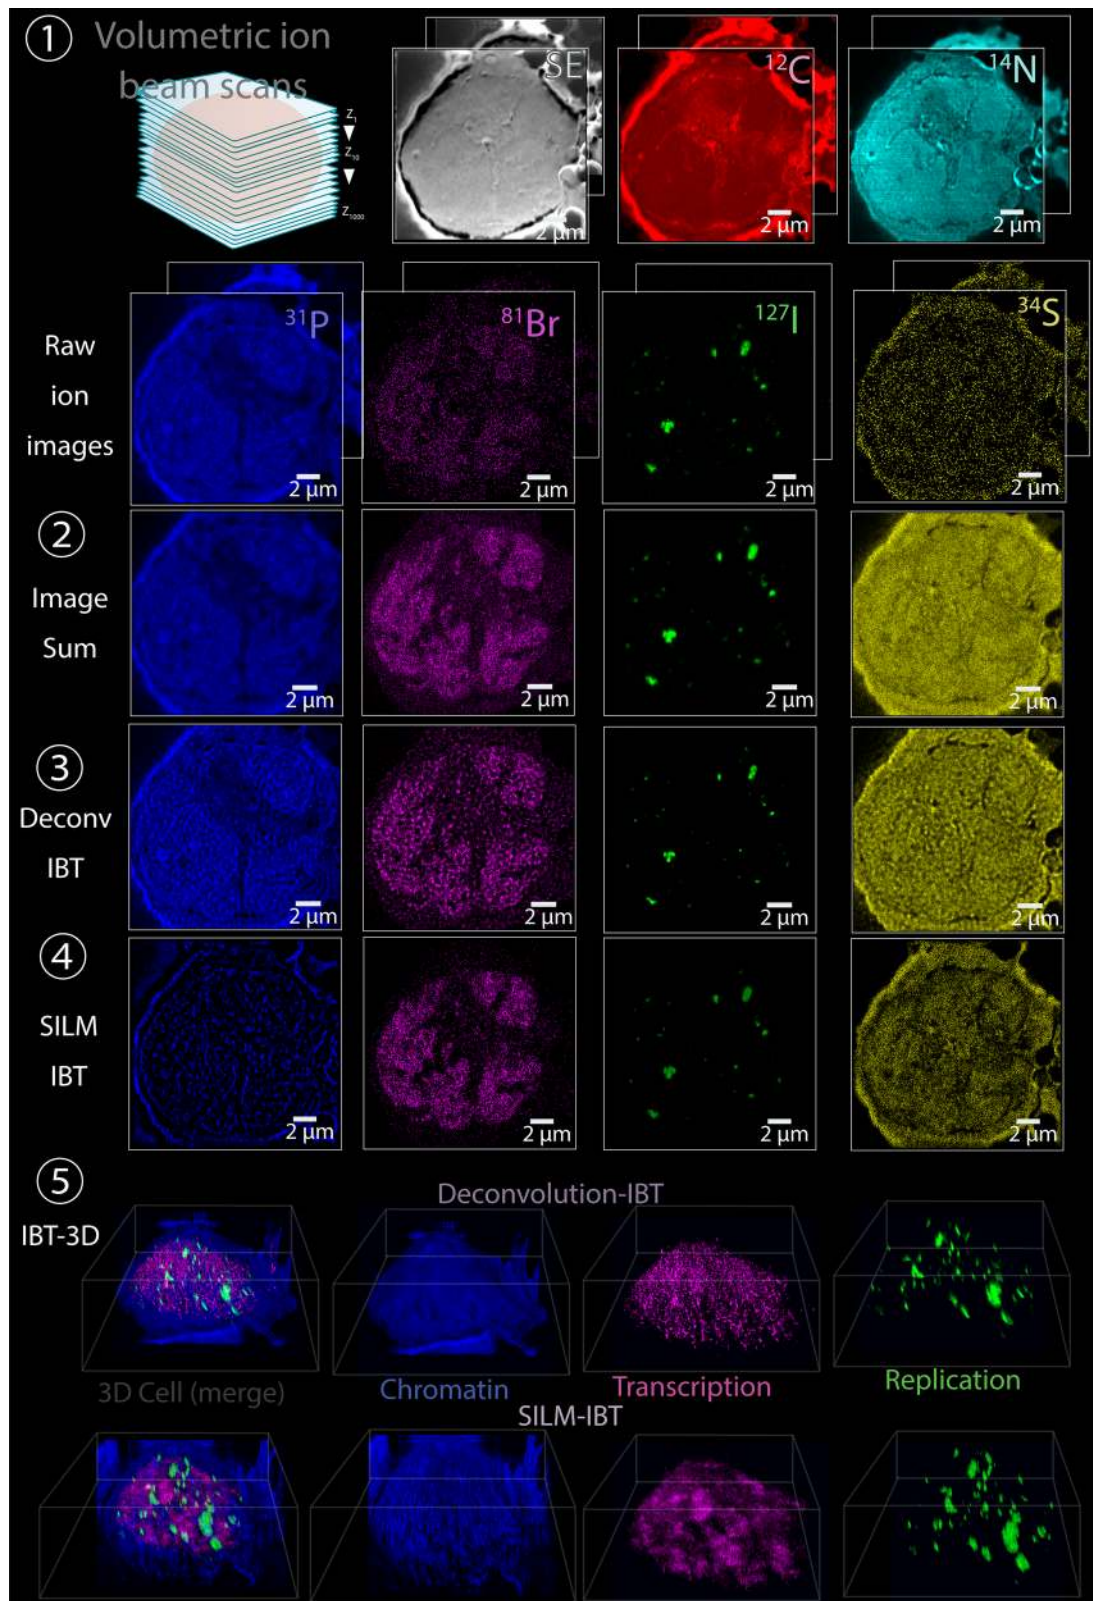 ① Volumetric ion
beam scans
Z₁
Z₁₀
Z₁₀₀₀
SE
2 µm
¹²C
2 µm
¹⁴N
2 µm
Raw
ion
images
³¹P
2 µm
⁸¹Br
2 µm
¹²⁷I
2 µm
³⁴S
2 µm
②
Image
Sum
2 µm
2 µm
2 µm
2 µm
③
Deconv
IBT
2 µm
2 µm
2 µm
2 µm
④
SILM
IBT
2 µm
2 µm
2 µm
2 µm
⑤
IBT-3D
Deconvolution-IBT
3D Cell (merge)
Chromatin
Transcription
Replication
SILM-IBT